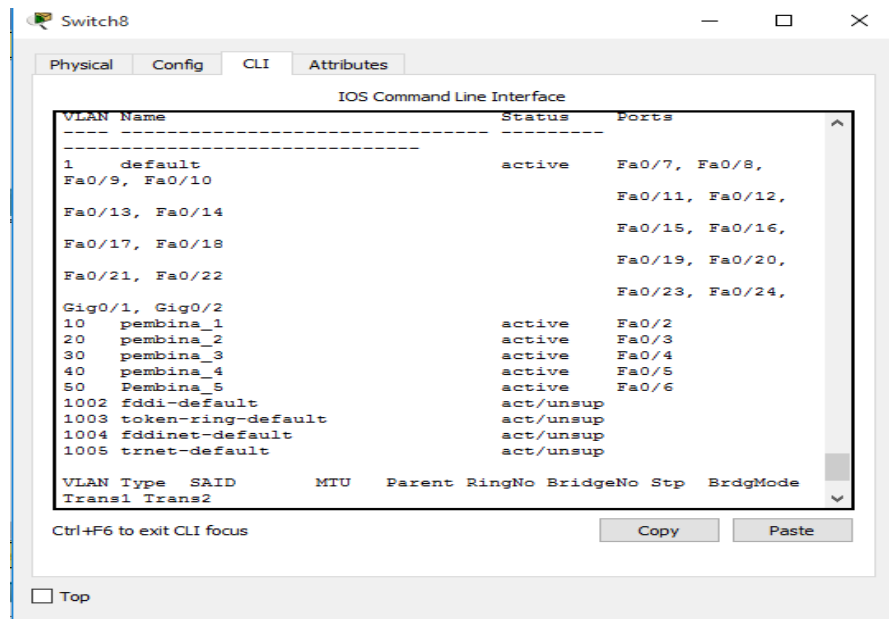 Switch8
Physical Config CLI Attributes
IOS Command Line Interface
VLAN Name Status Ports
---- -------------------------------- ---------
-------------------------------
1 default active Fa0/7, Fa0/8,
Fa0/9, Fa0/10
Fa0/11, Fa0/12,
Fa0/13, Fa0/14
Fa0/15, Fa0/16,
Fa0/17, Fa0/18
Fa0/19, Fa0/20,
Fa0/21, Fa0/22
Fa0/23, Fa0/24,
Gig0/1, Gig0/2
10 pembina_1 active Fa0/2
20 pembina_2 active Fa0/3
30 pembina_3 active Fa0/4
40 pembina_4 active Fa0/5
50 Pembina_5 active Fa0/6
1002 fddi-default act/unsup
1003 token-ring-default act/unsup
1004 fddinet-default act/unsup
1005 trnet-default act/unsup
VLAN Type SAID MTU Parent RingNo BridgeNo Stp BrdgMode
Trans1 Trans2
Ctrl+F6 to exit CLI focus
Copy Paste
Top